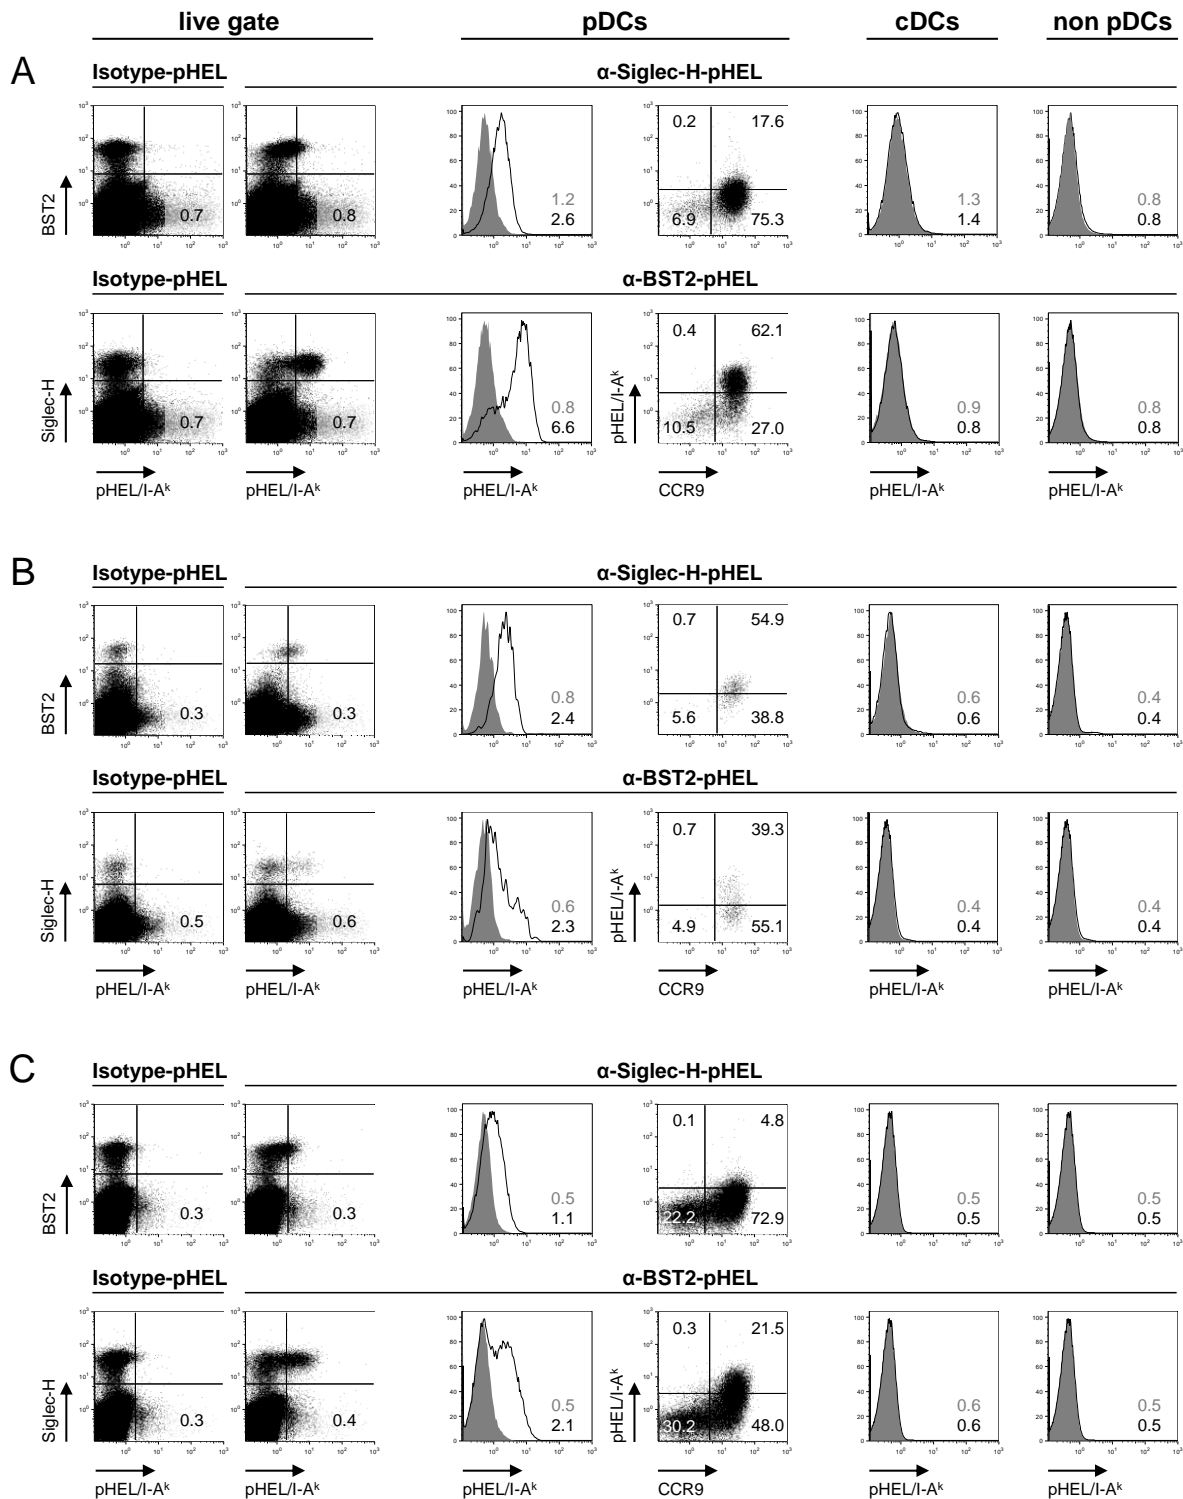 live gate pDCs cDCs non pDCs
A
Isotype-pHEL α-Siglec-H-pHEL
BST2
0.7
0.8
1.2
2.6
0.2 17.6
6.9 75.3
1.3
1.4
0.8
0.8
Isotype-pHEL α-BST2-pHEL
Siglec-H
0.7
0.7
0.8
6.6
pHEL/I-Aᵏ
0.4 62.1
10.5 27.0
0.9
0.8
0.8
0.8
pHEL/I-Aᵏ pHEL/I-Aᵏ pHEL/I-Aᵏ CCR9 pHEL/I-Aᵏ pHEL/I-Aᵏ
B
Isotype-pHEL α-Siglec-H-pHEL
BST2
0.3
0.3
0.8
2.4
0.7 54.9
5.6 38.8
0.6
0.6
0.4
0.4
Isotype-pHEL α-BST2-pHEL
Siglec-H
0.5
0.6
0.6
2.3
pHEL/I-Aᵏ
0.7 39.3
4.9 55.1
0.4
0.4
0.4
0.4
pHEL/I-Aᵏ pHEL/I-Aᵏ pHEL/I-Aᵏ CCR9 pHEL/I-Aᵏ pHEL/I-Aᵏ
C
Isotype-pHEL α-Siglec-H-pHEL
BST2
0.3
0.3
0.5
1.1
0.1 4.8
22.2 72.9
0.5
0.5
0.5
0.5
Isotype-pHEL α-BST2-pHEL
Siglec-H
0.3
0.4
0.5
2.1
pHEL/I-Aᵏ
0.3 21.5
30.2 48.0
0.6
0.6
0.5
0.5
pHEL/I-Aᵏ pHEL/I-Aᵏ pHEL/I-Aᵏ CCR9 pHEL/I-Aᵏ pHEL/I-Aᵏ